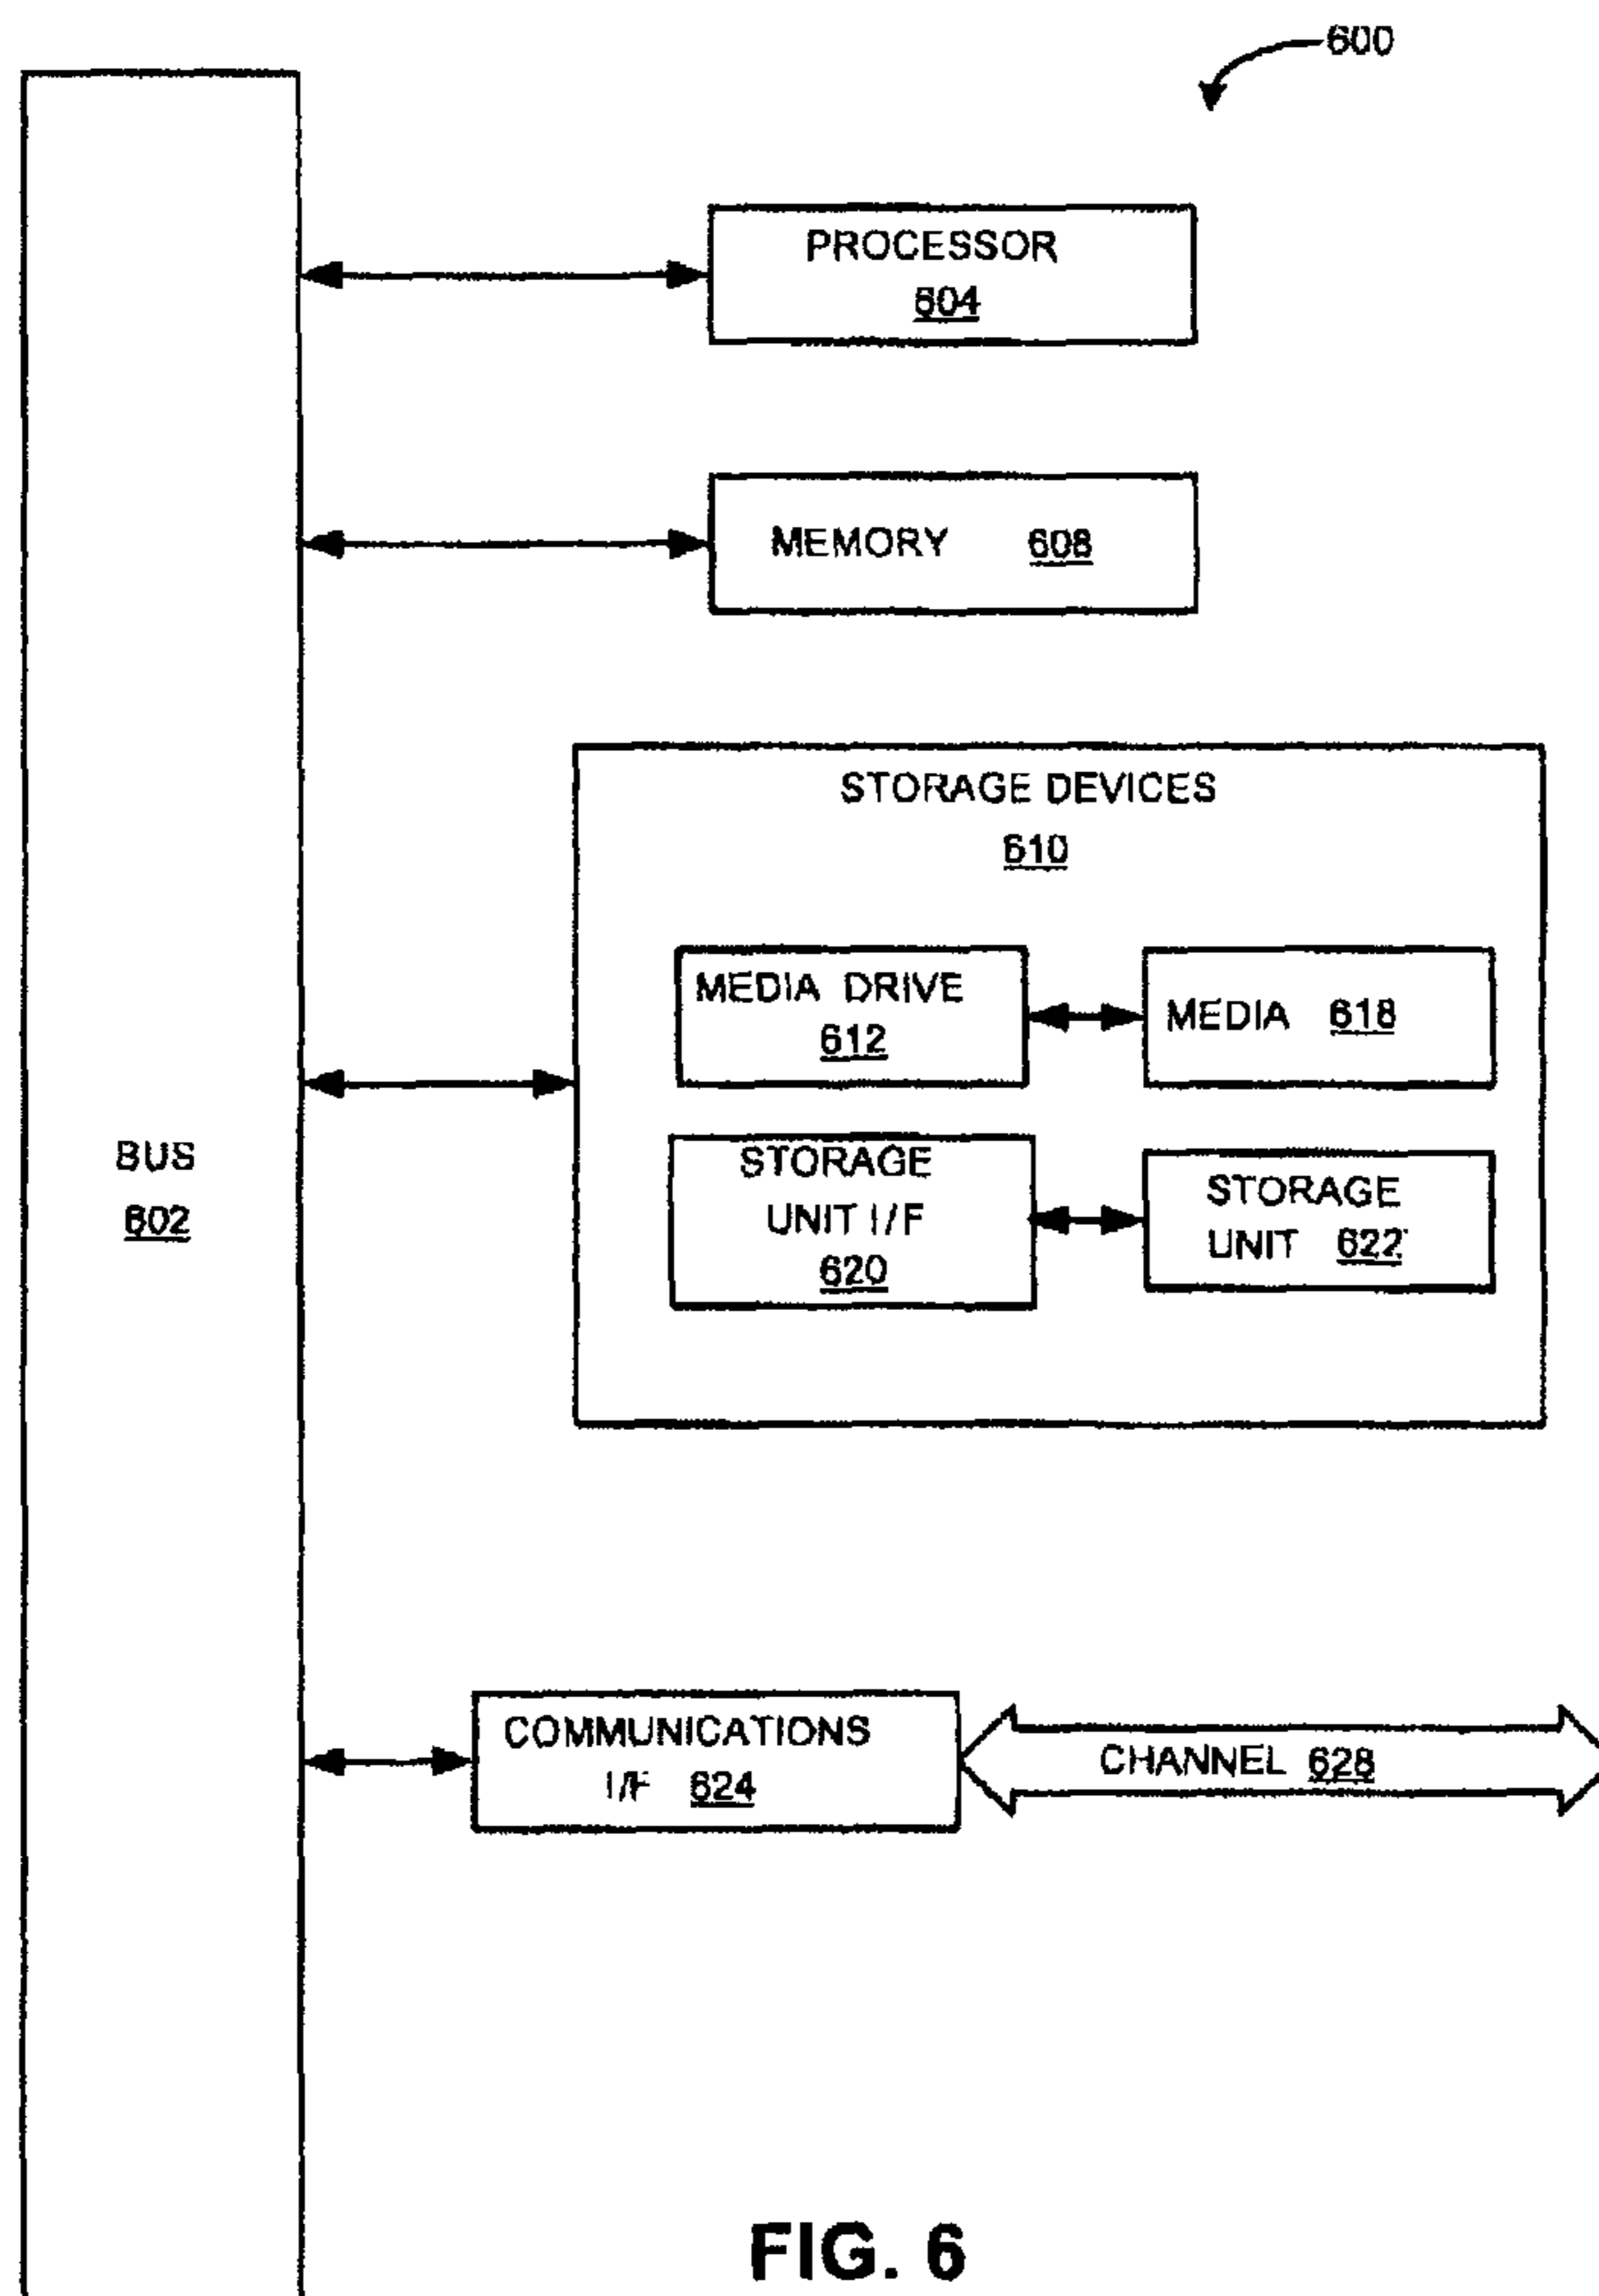 600
PROCESSOR
604
MEMORY 608
STORAGE DEVICES
610
MEDIA DRIVE
612
MEDIA 618
STORAGE
UNIT I/F
620
STORAGE
UNIT 622
BUS
602
COMMUNICATIONS
I/F 624
CHANNEL 628
FIG. 6